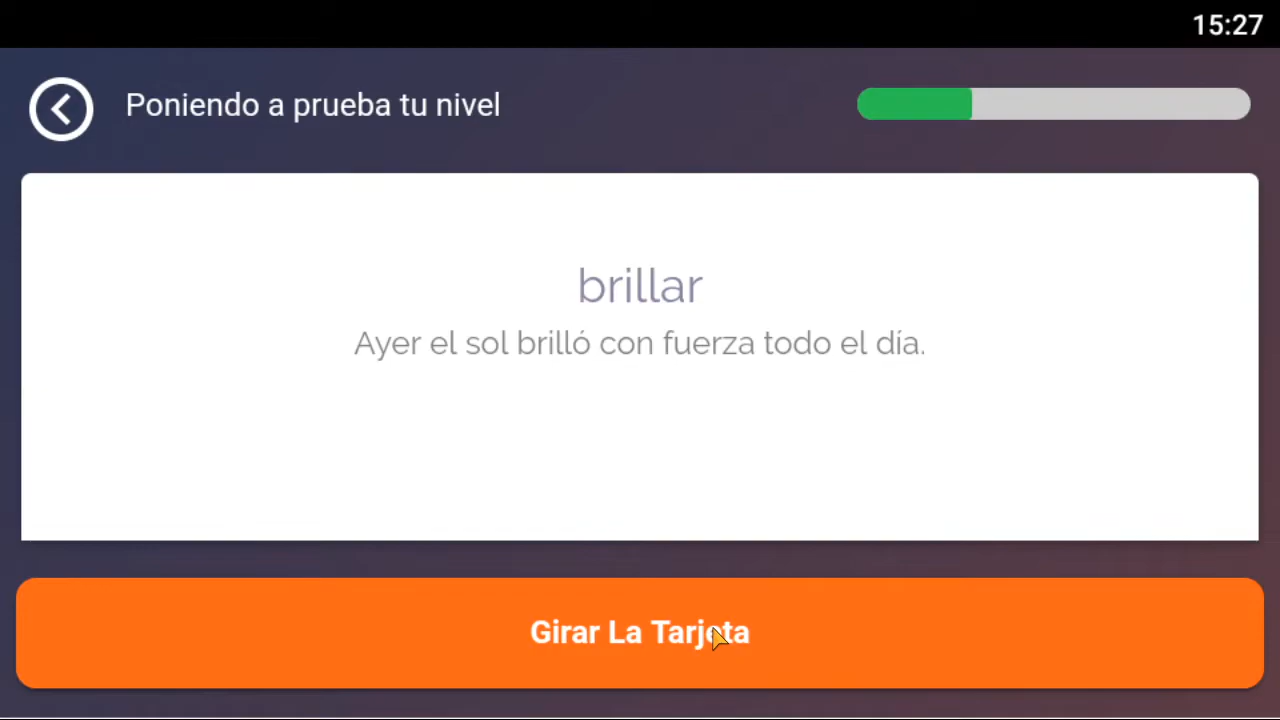 15:27
Poniendo a prueba tu nivel
brillar
Ayer el sol brilló con fuerza todo el día.
Girar La Tarjeta